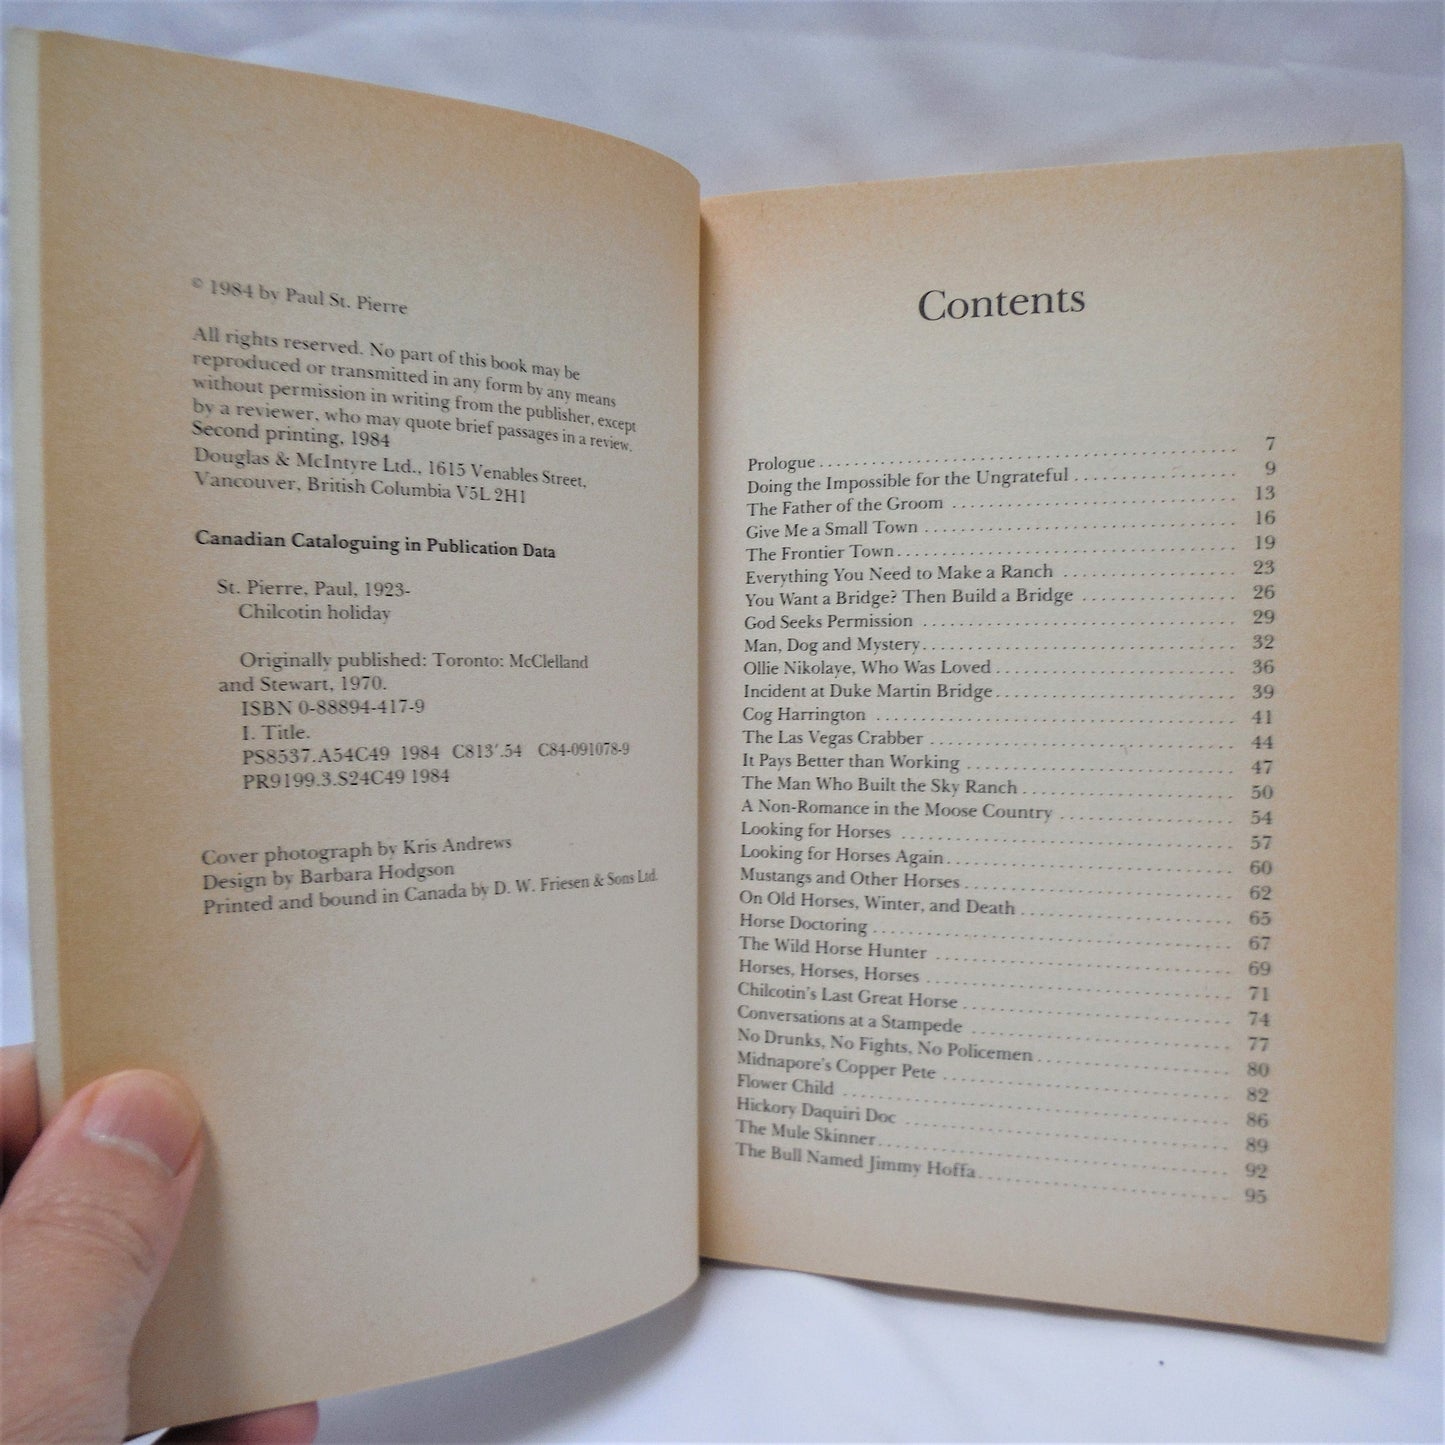 © 1984 by Paul St. Pierre
All rights reserved. No part of this book may be
reproduced or transmitted in any form by any means
without permission in writing from the publisher, except
by a reviewer, who may quote brief passages in a review.
Second printing, 1984
Douglas & McIntyre Ltd., 1615 Venables Street,
Vancouver, British Columbia V5L 2H1
Canadian Cataloguing in Publication Data
St. Pierre, Paul, 1923-
Chilcotin holiday
Originally published: Toronto: McClelland
and Stewart, 1970.
ISBN 0-88894-417-9
I. Title.
PS8537.A54C49 1984 C813'.54 C84-091078-9
PR9199.3.S24C49 1984
Cover photograph by Kris Andrews
Design by Barbara Hodgson
Printed and bound in Canada by D. W. Friesen & Sons Ltd.
Contents
Prologue 7
Doing the Impossible for the Ungrateful 9
The Father of the Groom 13
Give Me a Small Town 16
The Frontier Town 19
Everything You Need to Make a Ranch 23
You Want a Bridge? Then Build a Bridge 26
God Seeks Permission 29
Man, Dog and Mystery 32
Ollie Nikolaye, Who Was Loved 36
Incident at Duke Martin Bridge 39
Cog Harrington 41
The Las Vegas Crabber 44
It Pays Better than Working 47
The Man Who Built the Sky Ranch 50
A Non-Romance in the Moose Country 54
Looking for Horses 57
Looking for Horses Again 60
Mustangs and Other Horses 62
On Old Horses, Winter, and Death 65
Horse Doctoring 67
The Wild Horse Hunter 69
Horses, Horses, Horses 71
Chilcotin's Last Great Horse 74
Conversations at a Stampede 77
No Drunks, No Fights, No Policemen 80
Midnapore's Copper Pete 82
Flower Child 86
Hickory Daquiri Doc 89
The Mule Skinner 92
The Bull Named Jimmy Hoffa 95